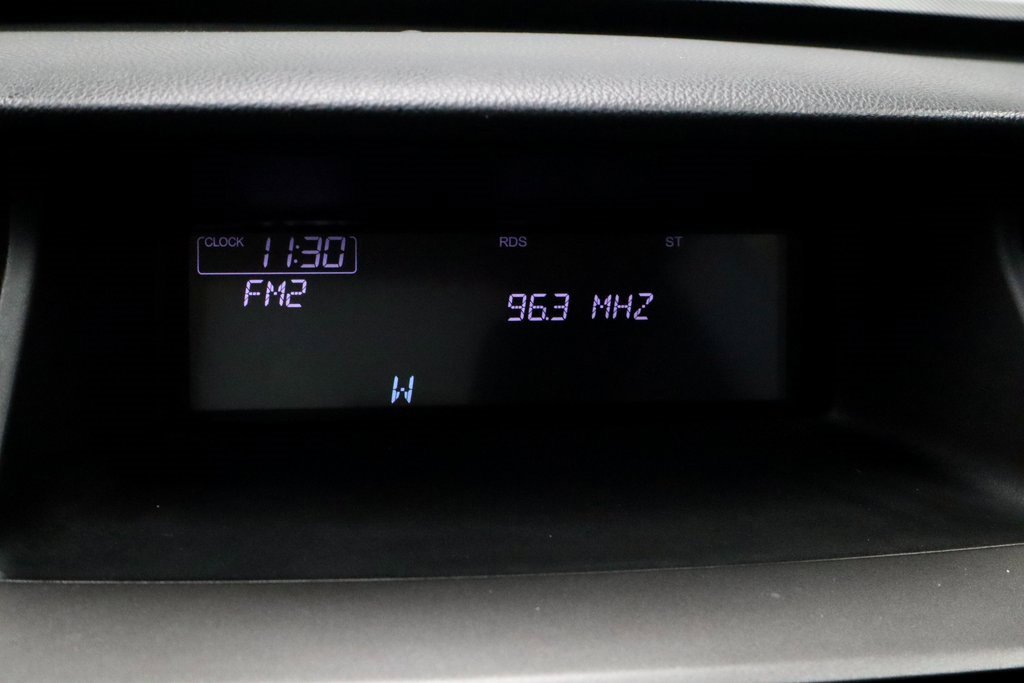 CLOCK 11:30 RDS ST
FM2 96.3 MHZ
W